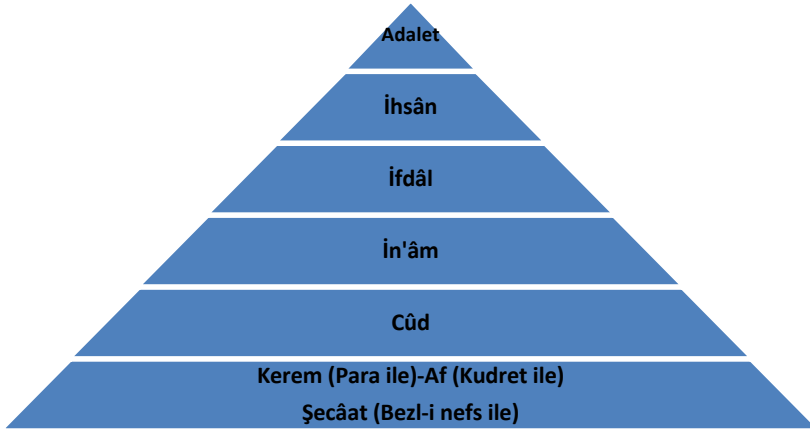 Adalet
İhsân
İfdâl
İn'âm
Cûd
Kerem (Para ile)-Af (Kudret ile)
Şecâat (Bezl-i nefs ile)